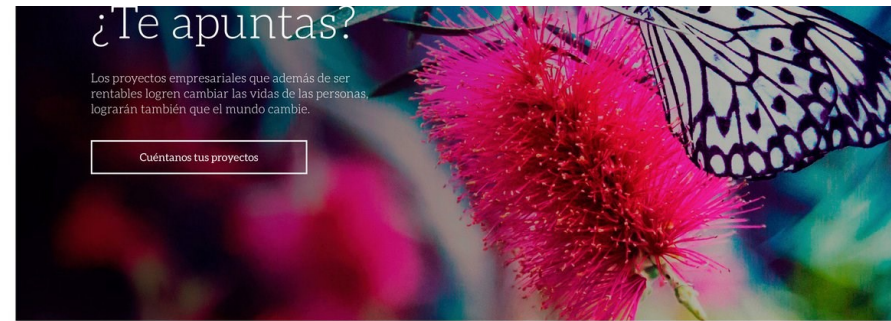 ¿Te apuntas?
Los proyectos empresariales que además de ser
rentables logren cambiar las vidas de las personas,
lograrán también que el mundo cambie.
Cuéntanos tus proyectos